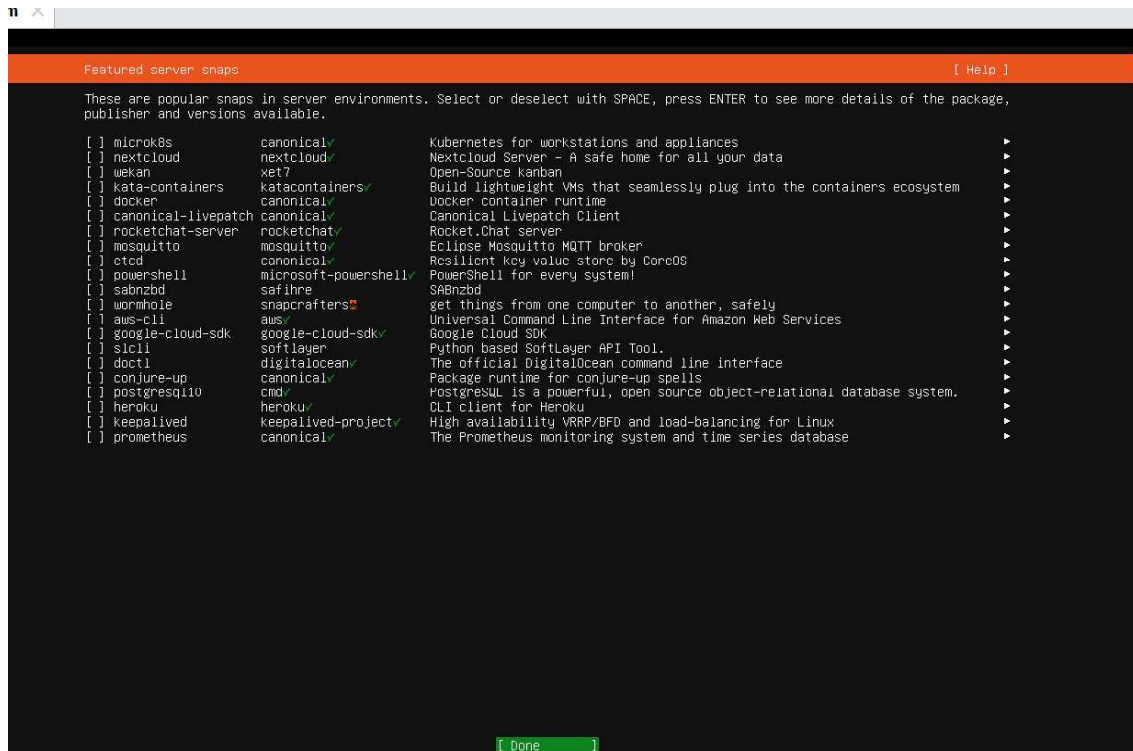 m ×
Featured server snaps [ Help ]
These are popular snaps in server environments. Select or deselect with SPACE, press ENTER to see more details of the package,
publisher and versions available.
[ ] microk8s canonical✓ Kubernetes for workstations and appliances ►
[ ] nextcloud nextcloud✓ Nextcloud Server - A safe home for all your data ►
[ ] wekan xet7 Open-Source kanban ►
[ ] kata-containers katacontainers✓ Build lightweight VMs that seamlessly plug into the containers ecosystem ►
[ ] docker canonical✓ Docker container runtime ►
[ ] canonical-livepatch canonical✓ Canonical Livepatch Client ►
[ ] rocketchat-server rocketchat✓ Rocket.Chat server ►
[ ] mosquitto mosquitto✓ Eclipse Mosquitto MQTT broker ►
[ ] etcd canonical✓ Resilient key value store by CoreOS ►
[ ] powershell microsoft-powershell✓ PowerShell for every system! ►
[ ] sabnzbd safihre SABnzbd ►
[ ] wormhole snapcrafters get things from one computer to another, safely ►
[ ] aws-cli aws✓ Universal Command Line Interface for Amazon Web Services ►
[ ] google-cloud-sdk google-cloud-sdk✓ Google Cloud SDK ►
[ ] slcli softlayer Python based SoftLayer API Tool. ►
[ ] doctl digitalocean✓ The official DigitalOcean command line interface ►
[ ] conjure-up canonical✓ Package runtime for conjure-up spells ►
[ ] postgresql10 cmd✓ PostgreSQL is a powerful, open source object-relational database system. ►
[ ] heroku heroku✓ CLI client for Heroku ►
[ ] keepalived keepalived-project✓ High availability VRRP/BFD and load-balancing for Linux ►
[ ] prometheus canonical✓ The Prometheus monitoring system and time series database ►
[ Done ]